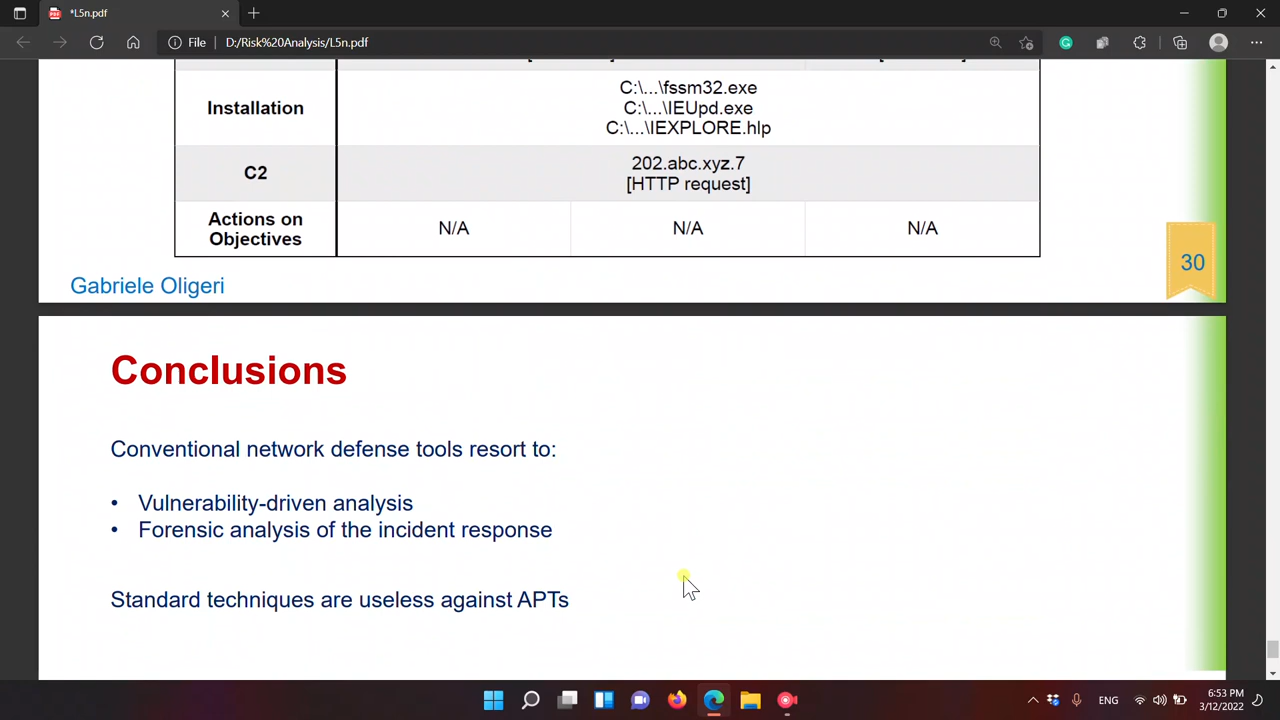 *L5n.pdf
File
D:/Risk%20Analysis/L5n.pdf
Installation
C:\...\fssm32.exe
C:\...\IEUpd.exe
C:\...\IEXPLORE.hlp
C2
202.abc.xyz.7
[HTTP request]
Actions on
Objectives
N/A
N/A
N/A
Gabriele Oligeri
30
Conclusions
Conventional network defense tools resort to:
• Vulnerability-driven analysis
• Forensic analysis of the incident response
Standard techniques are useless against APTs
ENG
6:53 PM
3/12/2022